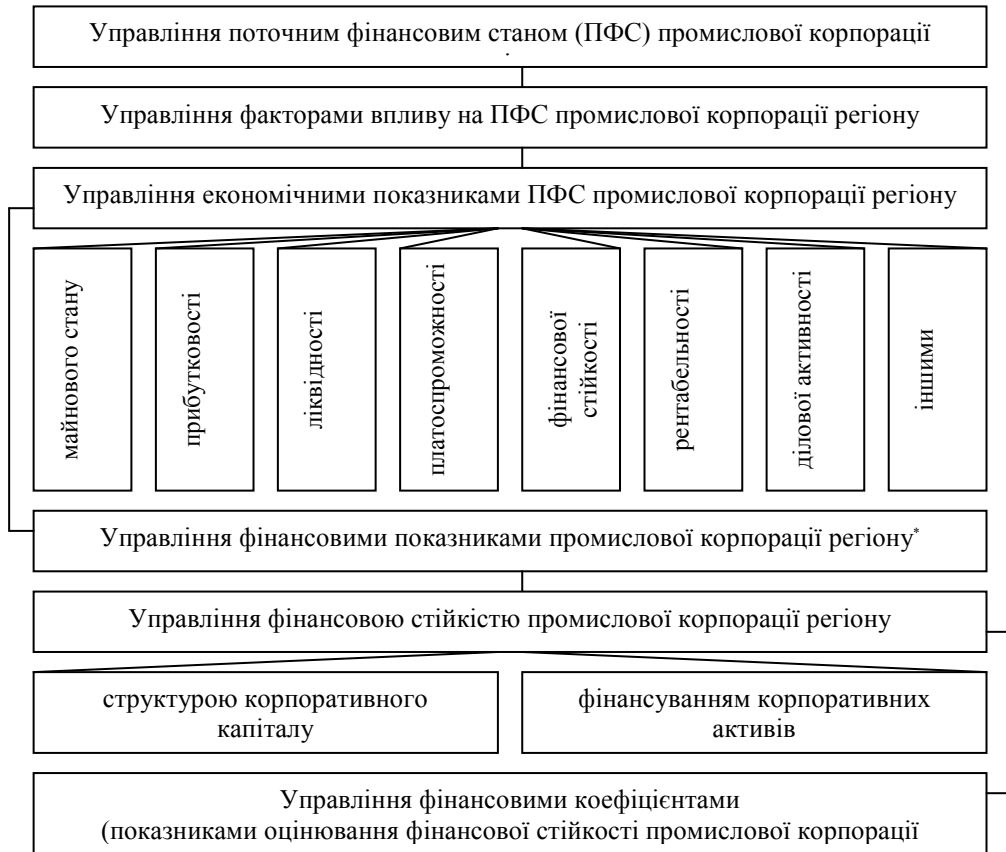 Управління поточним фінансовим станом (ПФС) промислової корпорації
Управління факторами впливу на ПФС промислової корпорації регіону
Управління економічними показниками ПФС промислової корпорації регіону
майнового стану
прибутковості
ліквідності
платоспроможності
фінансової
стійкості
рентабельності
ділової активності
іншими
Управління фінансовими показниками промислової корпорації регіону*
Управління фінансовою стійкістю промислової корпорації регіону
структурою корпоративного
капіталу
фінансуванням корпоративних
активів
Управління фінансовими коефіцієнтами
(показниками оцінювання фінансової стійкості промислової корпорації